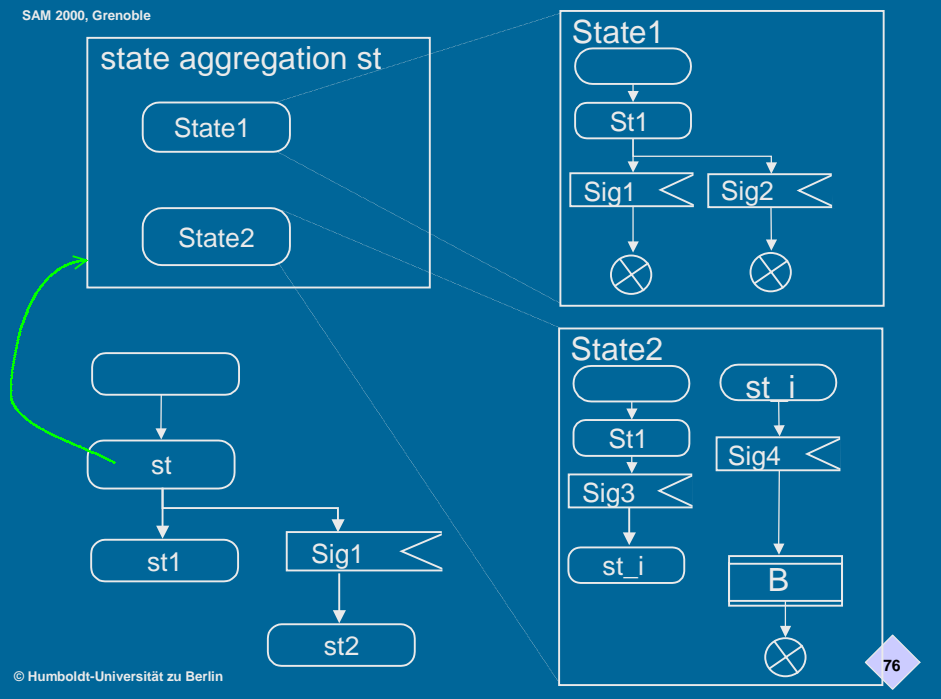 SAM 2000, Grenoble
state aggregation st
State1
State2
st
st1
Sig1
st2
State1
St1
Sig1
Sig2
State2
St1
Sig3
st_i
st_i
Sig4
B
© Humboldt-Universität zu Berlin
76